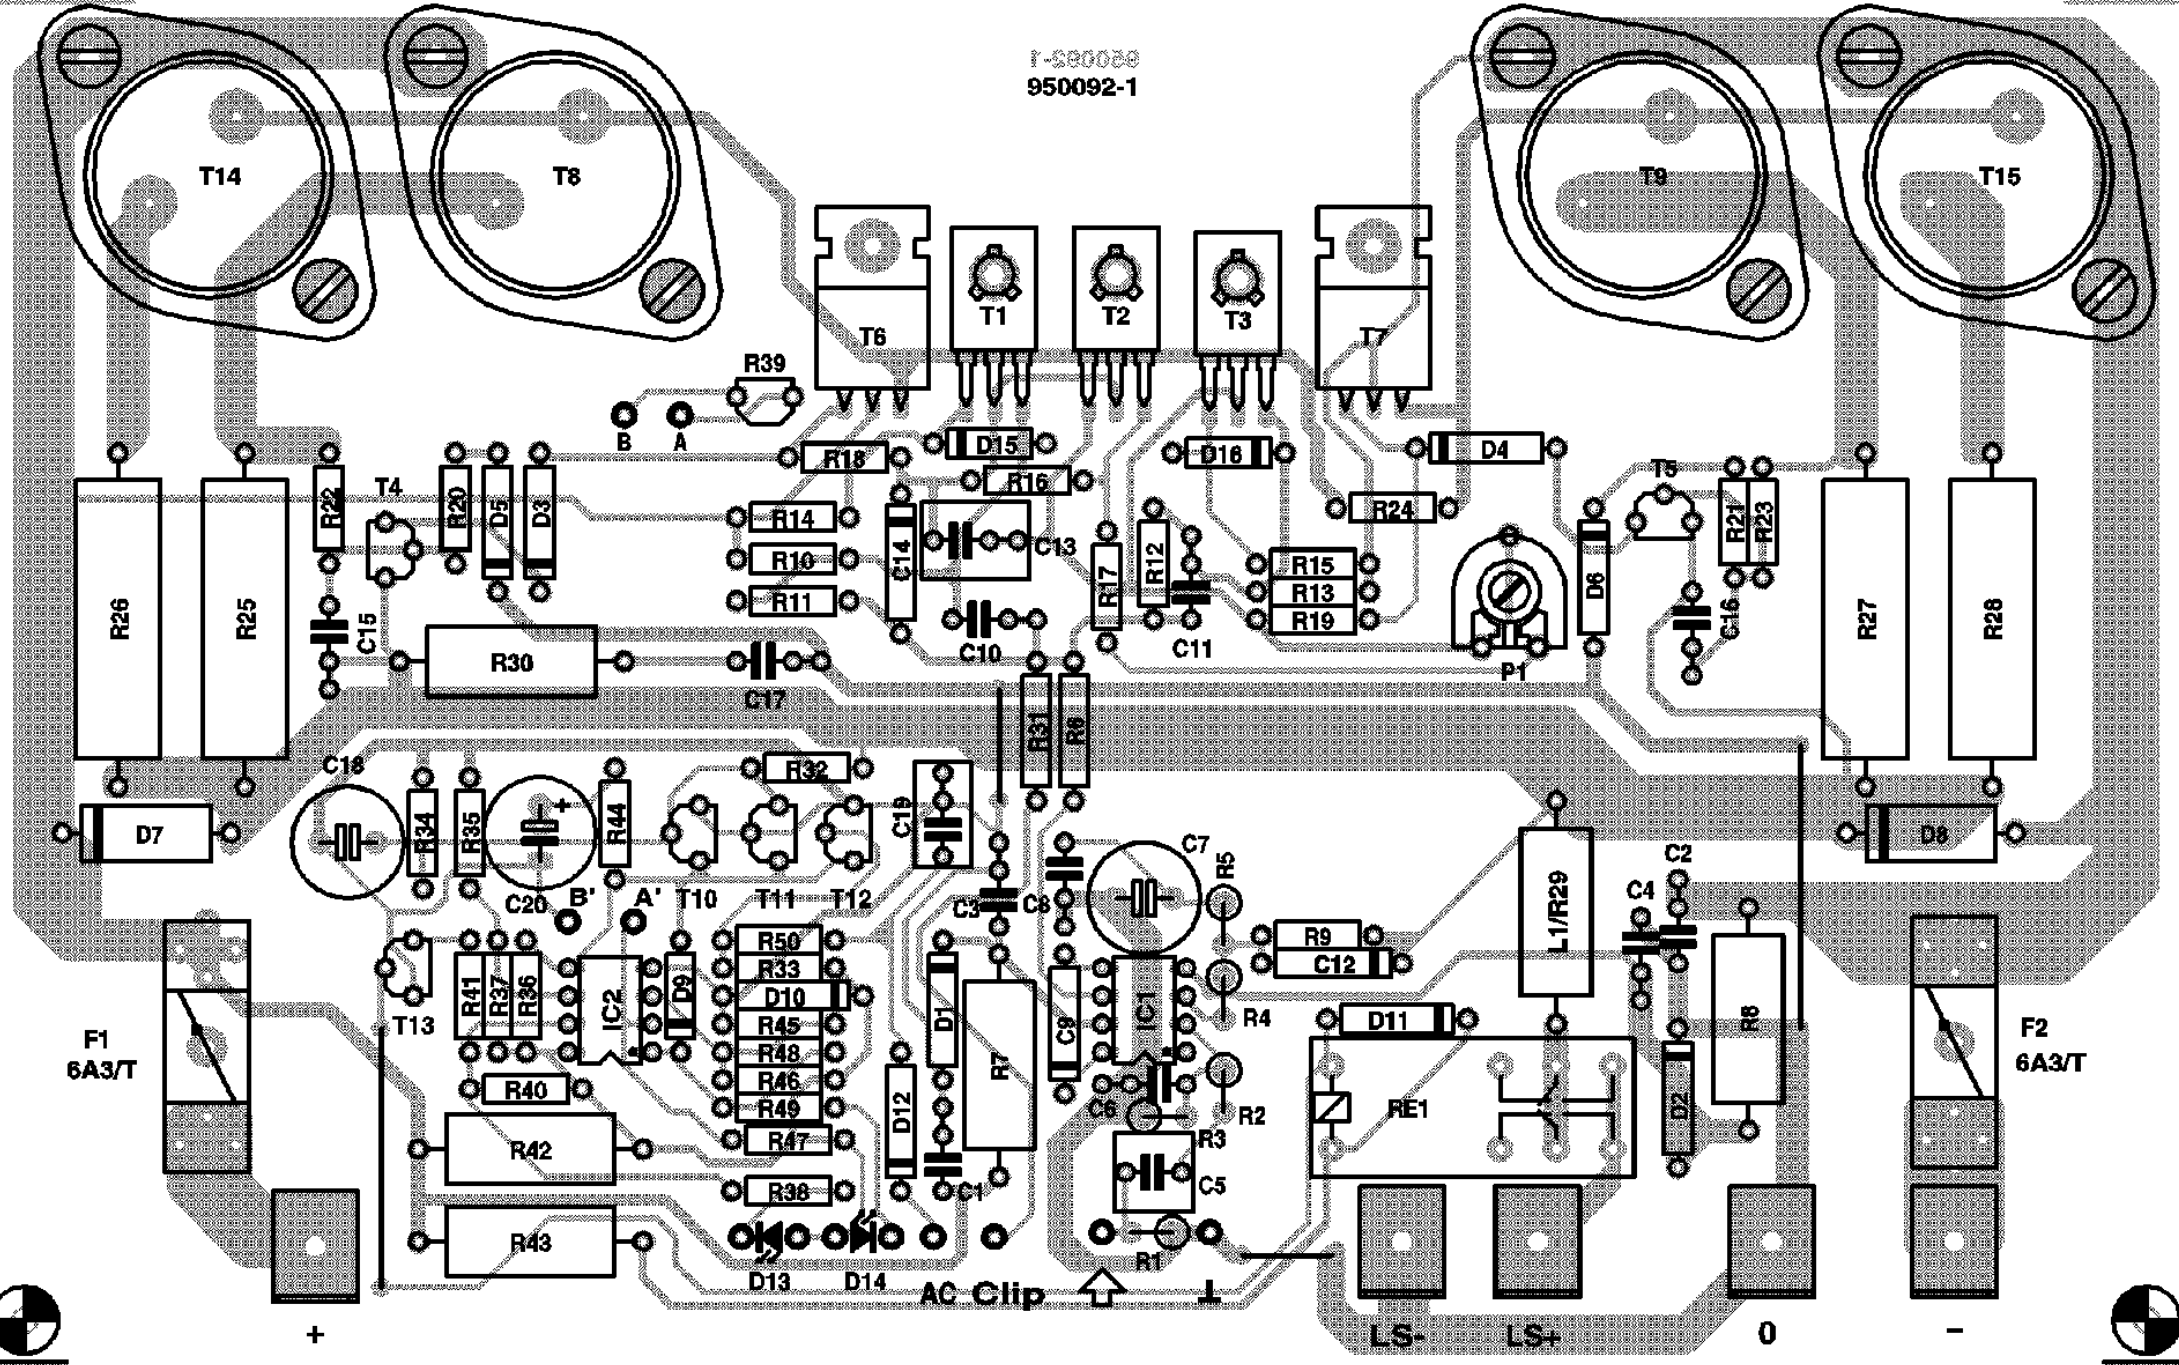 950092-1
950092-1
T14
T8
T9
T15
T6
T1
T2
T3
T7
R39
B
A
D15
D16
D4
R18
R16
T5
T4
R22
R20
D5
D3
R14
R24
R21
R23
C13
R10
C14
R17
R12
R15
D6
R11
R13
R19
R26
R25
C15
C10
C11
C16
R27
R28
R30
C17
P1
R31
R6
C18
R32
D7
R34
R35
R44
C19
D8
C7
R5
C2
C20
B'
A'
T10
T11
T12
C3
C8
C4
L1/R29
R50
R9
R33
C12
R41
R37
R36
IC2
D9
D10
D1
C9
IC1
R4
D11
R8
T13
R45
F1
6A3/T
R48
R7
F2
6A3/T
R40
R46
R49
D12
C6
R2
RE1
D2
R42
R47
R3
R38
C1
C5
R43
R1
D13
D14
AC Clip
+
LS-
LS+
0
-